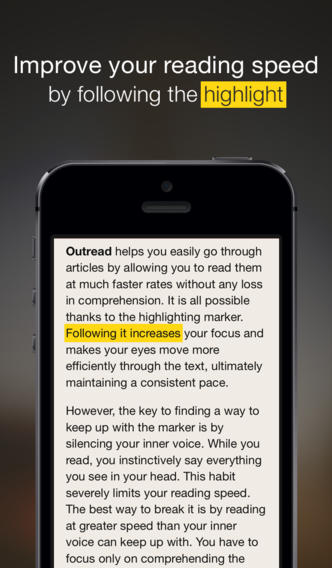 Improve your reading speed
by following the highlight
Outread helps you easily go through
articles by allowing you to read them
at much faster rates without any loss
in comprehension. It is all possible
thanks to the highlighting marker.
Following it increases your focus and
makes your eyes move more
efficiently through the text, ultimately
maintaining a consistent pace.
However, the key to finding a way to
keep up with the marker is by
silencing your inner voice. While you
read, you instinctively say everything
you see in your head. This habit
severely limits your reading speed.
The best way to break it is by reading
at greater speed than your inner
voice can keep up with. You have to
focus only on comprehending the